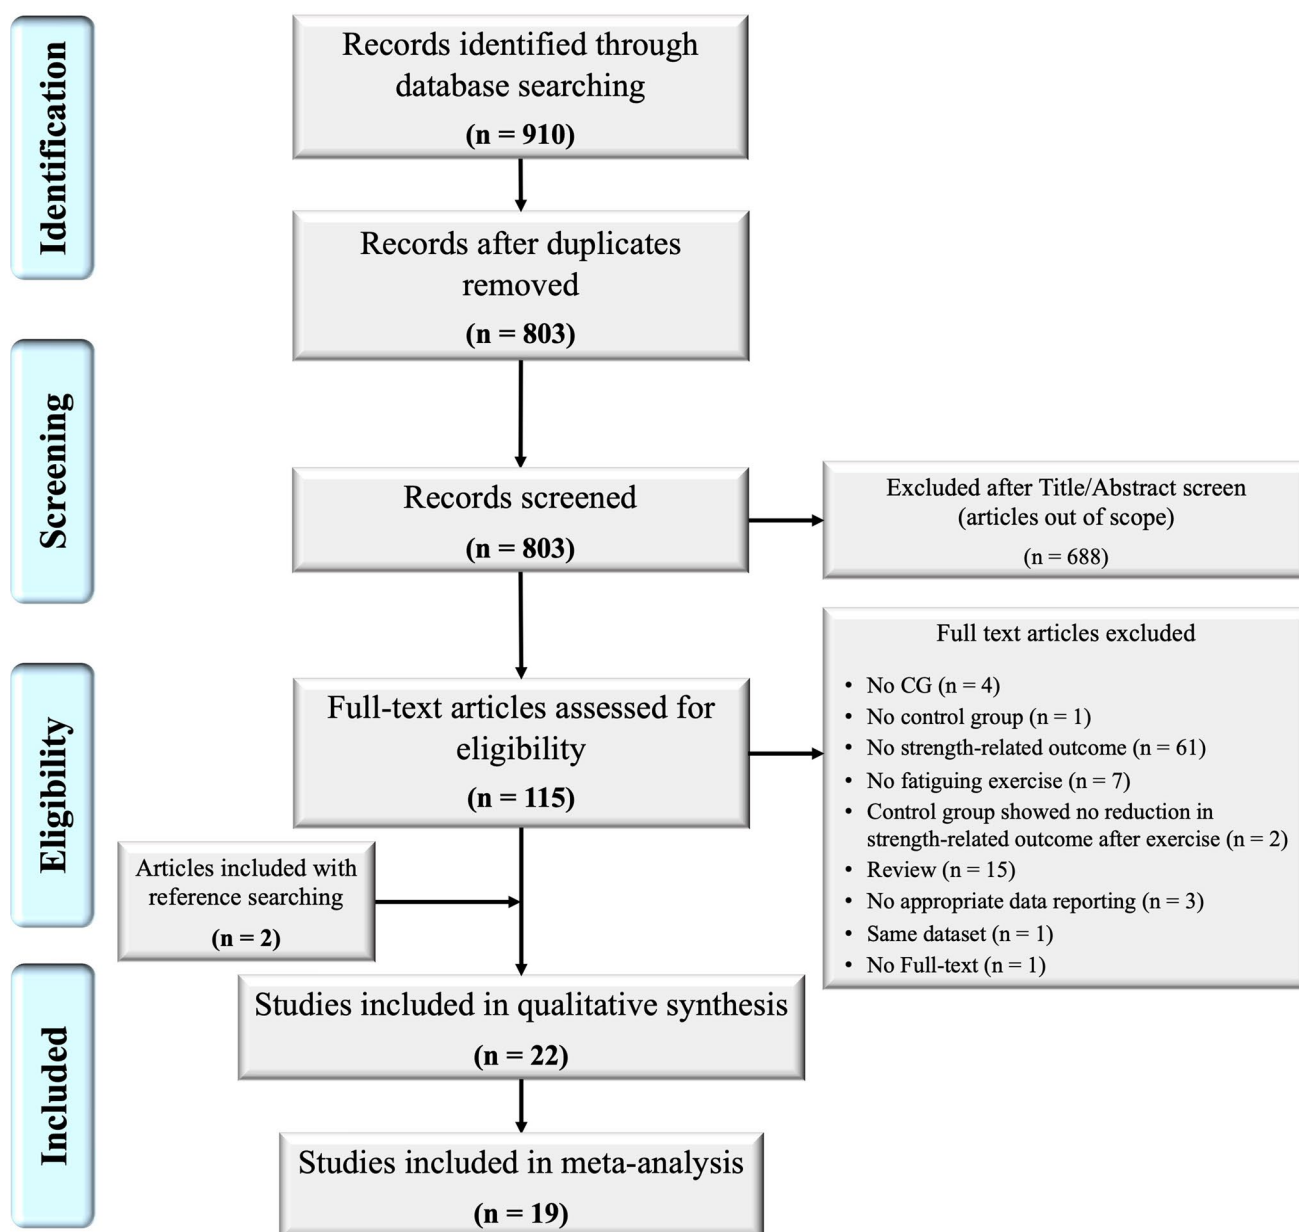 Identification
Records identified through
database searching
(n = 910)
Records after duplicates
removed
(n = 803)
Screening
Records screened
(n = 803)
Excluded after Title/Abstract screen
(articles out of scope)
(n = 688)
Eligibility
Full-text articles assessed for
eligibility
(n = 115)
Full text articles excluded
• No CG (n = 4)
• No control group (n = 1)
• No strength-related outcome (n = 61)
• No fatiguing exercise (n = 7)
• Control group showed no reduction in
strength-related outcome after exercise (n = 2)
• Review (n = 15)
• No appropriate data reporting (n = 3)
• Same dataset (n = 1)
• No Full-text (n = 1)
Articles included with
reference searching
(n = 2)
Included
Studies included in qualitative synthesis
(n = 22)
Studies included in meta-analysis
(n = 19)